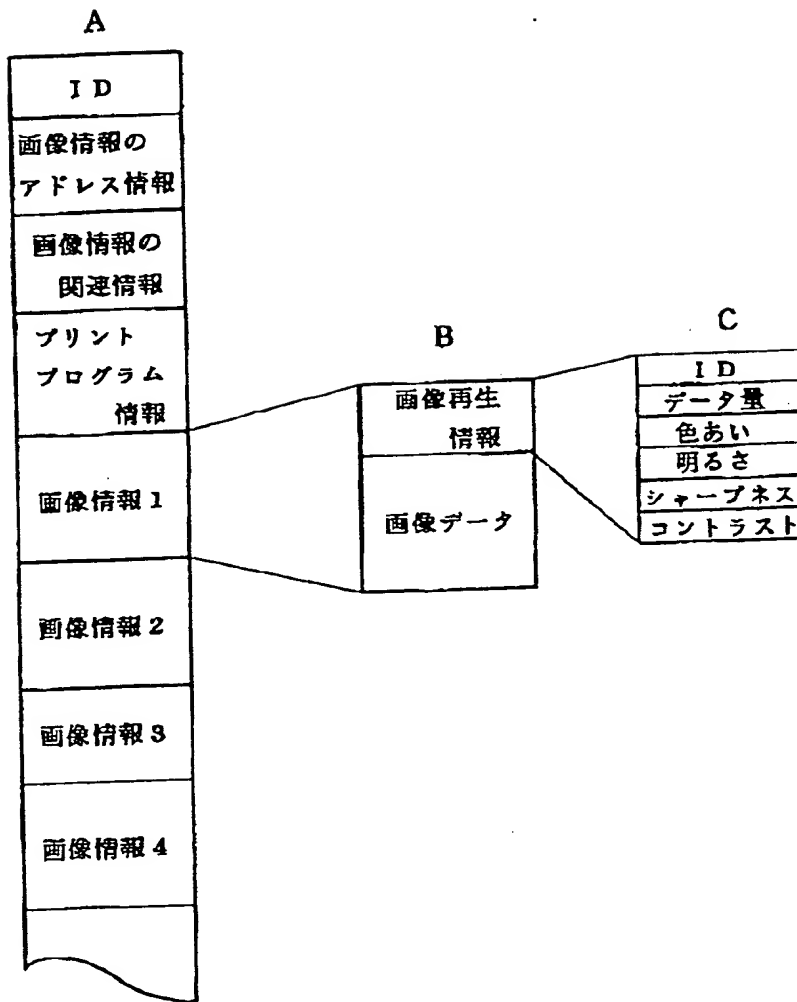 A
ID
画像情報の
アドレス情報
画像情報の
関連情報
プリント
プログラム
情報
画像情報1
画像情報2
画像情報3
画像情報4
B
画像再生
情報
画像データ
C
ID
データ量
色あい
明るさ
シャープネス
コントラスト